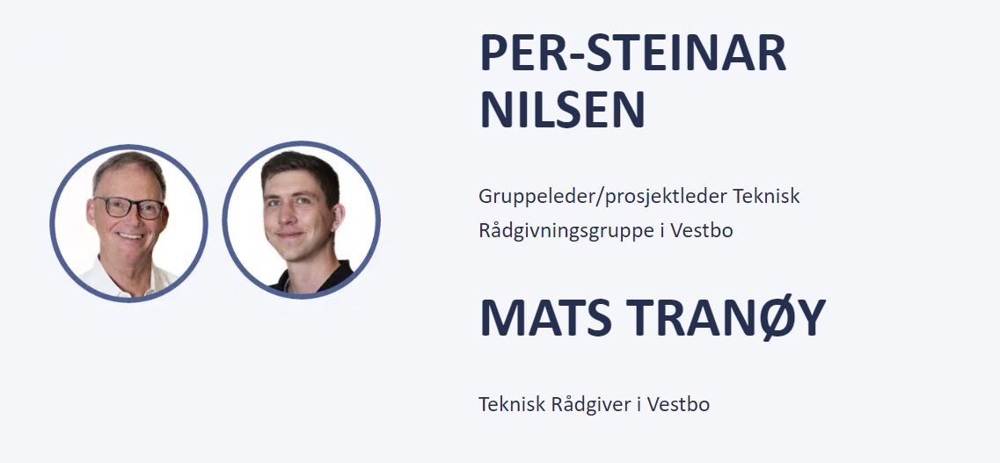 PER-STEINAR
NILSEN
Gruppeleder/prosjektleder Teknisk
Rådgivningsgruppe i Vestbo
MATS TRANØY
Teknisk Rådgiver i Vestbo